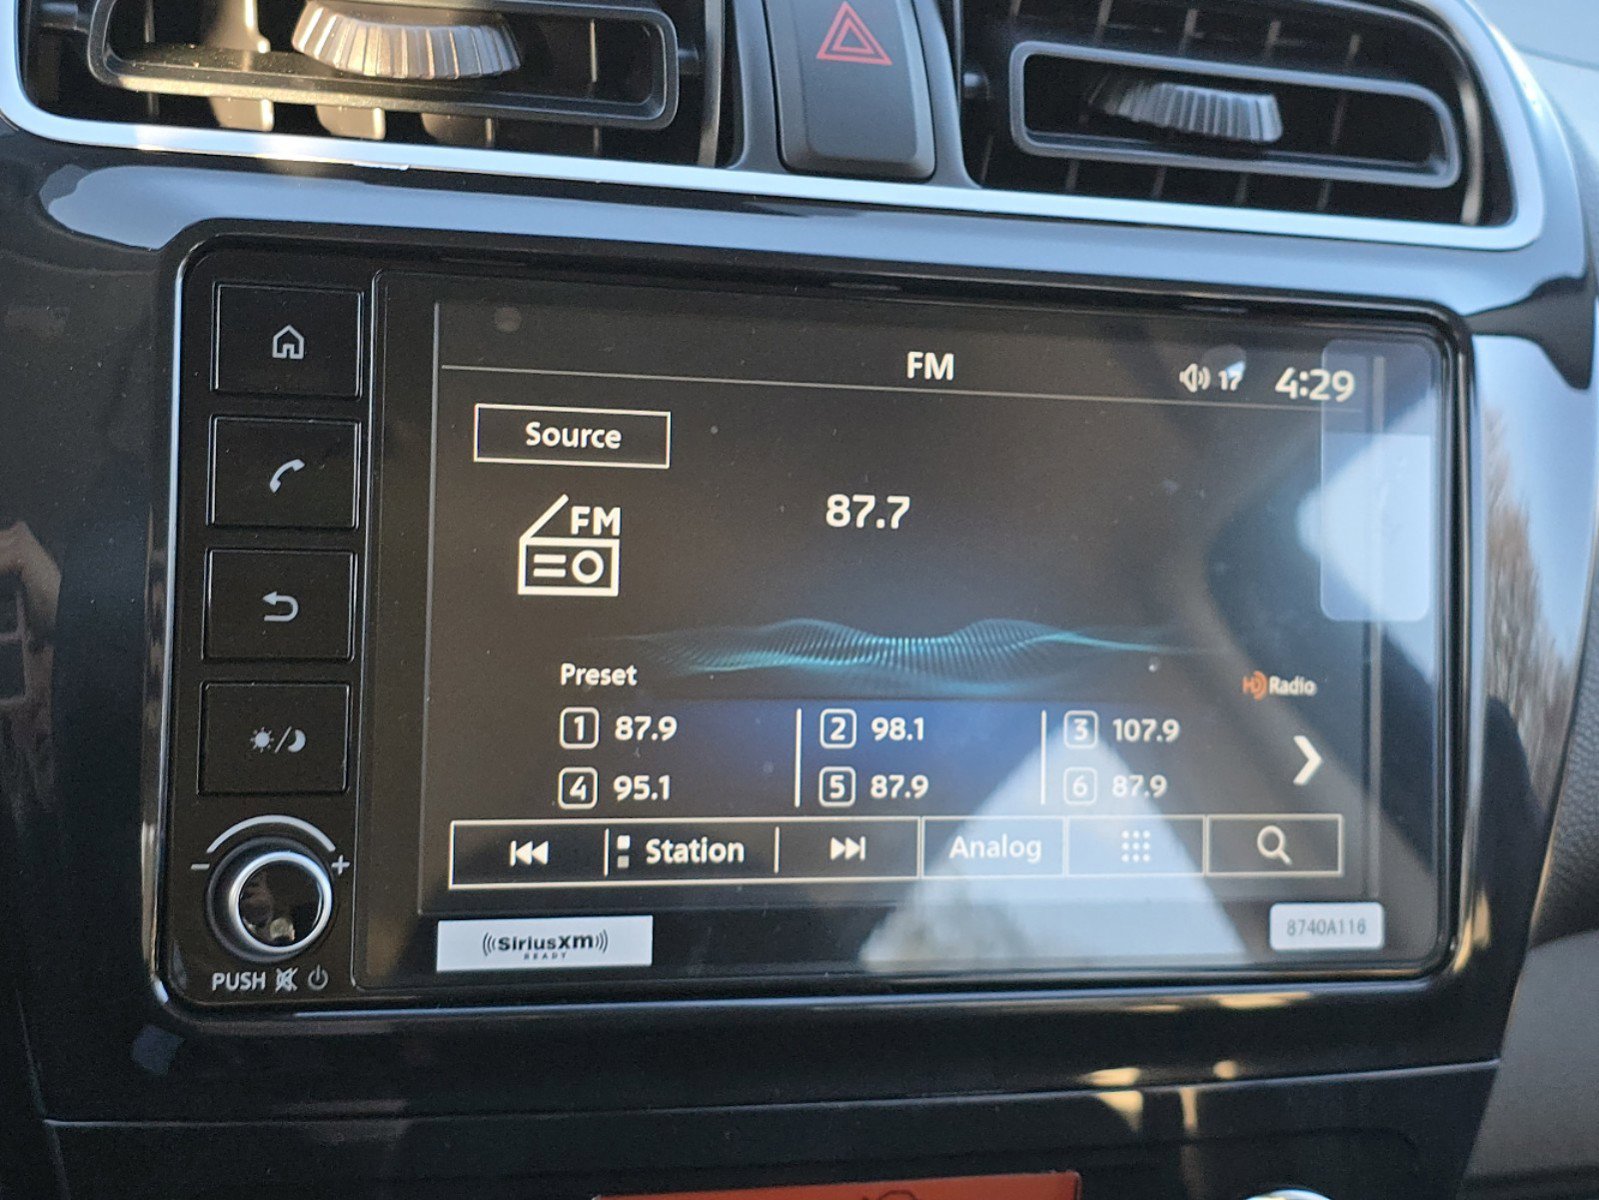 FM
17 4:29
Source
FM
87.7
Preset
HD Radio
1 87.9 2 98.1 3 107.9
4 95.1 5 87.9 6 87.9
Station Analog
((SiriusXM))
READY
8740A116
- +
PUSH